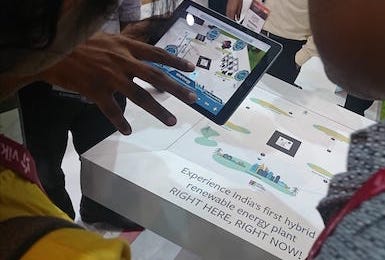 Experience India's first hybrid
renewable energy plant
RIGHT HERE, RIGHT NOW!